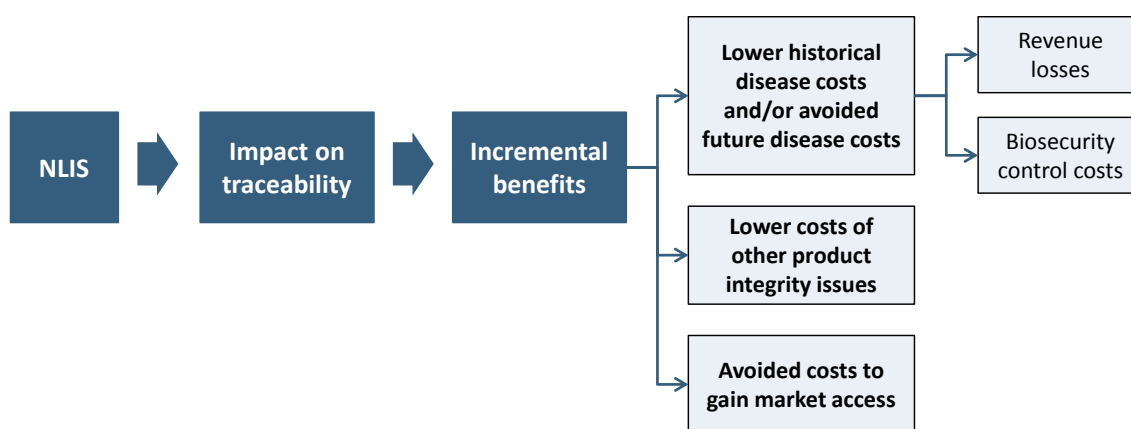 NLIS
Impact on
traceability
Incremental
benefits
Lower historical
disease costs
and/or avoided
future disease costs
Revenue
losses
Biosecurity
control costs
Lower costs of
other product
integrity issues
Avoided costs to
gain market access